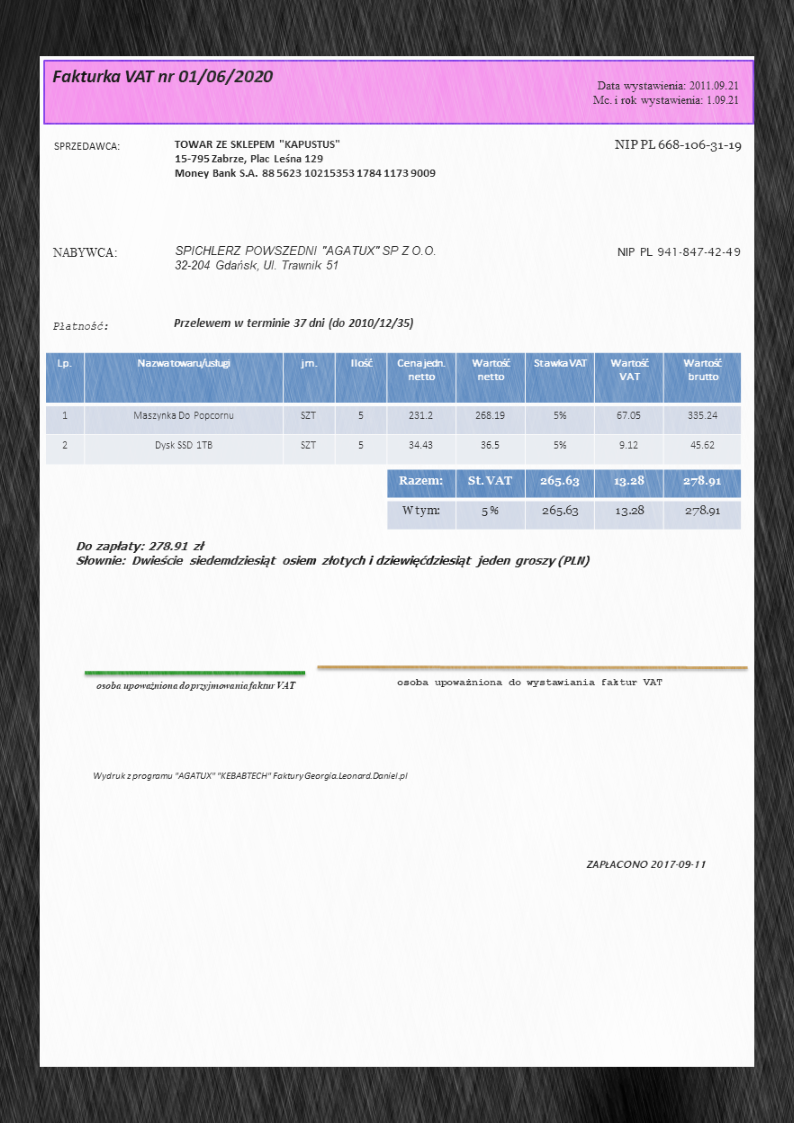 Fakturka VAT nr 01/06/2020
Data wystawienia: 2011.09.21
Mc. i rok wystawienia: 1.09.21
SPRZEDAWCA:
TOWAR ZE SKLEPEM "KAPUSTUS"
15-795 Zabrze, Plac Leśna 129
Money Bank S.A. 88 5623 10215353 1784 1173 9009
NIP PL 668-106-31-19
NABYWCA:
SPICHLERZ POWSZEDNI "AGATUX" SP Z O.O.
32-204 Gdańsk, Ul. Trawnik 51
NIP PL 941-847-42-49
Płatność:
Przelewem w terminie 37 dni (do 2010/12/35)
Lp. Nazwa towaru/usługi jm. Ilość Cena jedn. netto Wartość netto Stawka VAT Wartość VAT Wartość brutto
1 Maszynka Do Popcornu SZT 5 231.2 268.19 5% 67.05 335.24
2 Dysk SSD 1TB SZT 5 34.43 36.5 5% 9.12 45.62
Razem: St. VAT 265.63 13.28 278.91
W tym: 5 % 265.63 13.28 278.91
Do zapłaty: 278.91 zł
Słownie: Dwieście siedemdziesiąt osiem złotych i dziewięćdziesiąt jeden groszy (PLN)
osoba upoważniona do przyjmowania faktur VAT
osoba upoważniona do wystawiania faktur VAT
Wydruk z programu "AGATUX" "KEBABTECH" Faktury Georgia.Leonard.Daniel.pl
ZAPŁACONO 2017-09-11